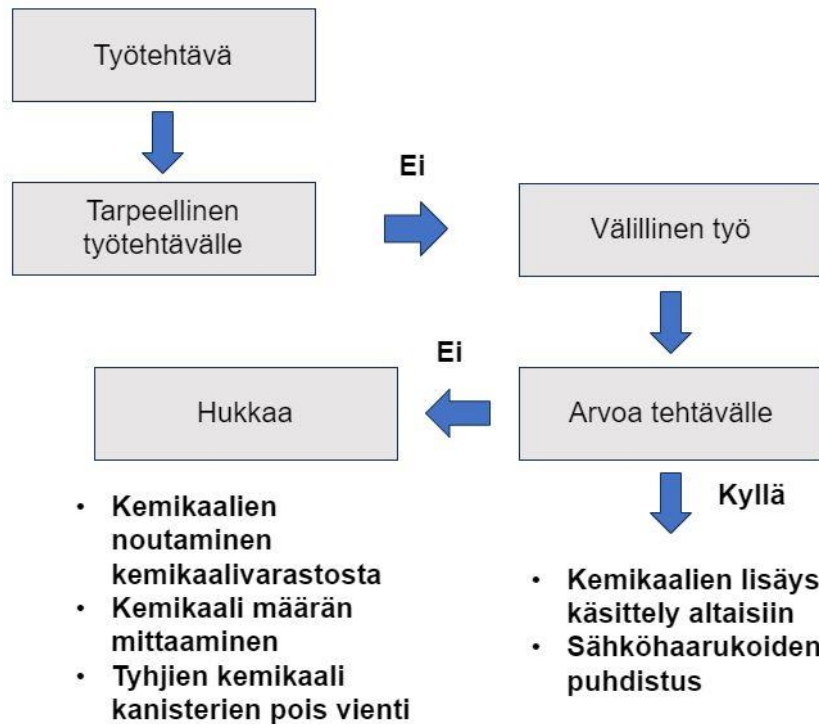 Työtehtävä
Tarpeellinen
työtehtävälle
Ei
Välillinen työ
Ei
Hukkaa
Arvoa tehtävälle
Kyllä
• Kemikaalien
noutaminen
kemikaalivarastosta
• Kemikaali määrän
mittaaminen
• Tyhjien kemikaali
kanisterien pois vienti
• Kemikaalien lisäys
käsittely altaisiin
• Sähköhaarukoiden
puhdistus